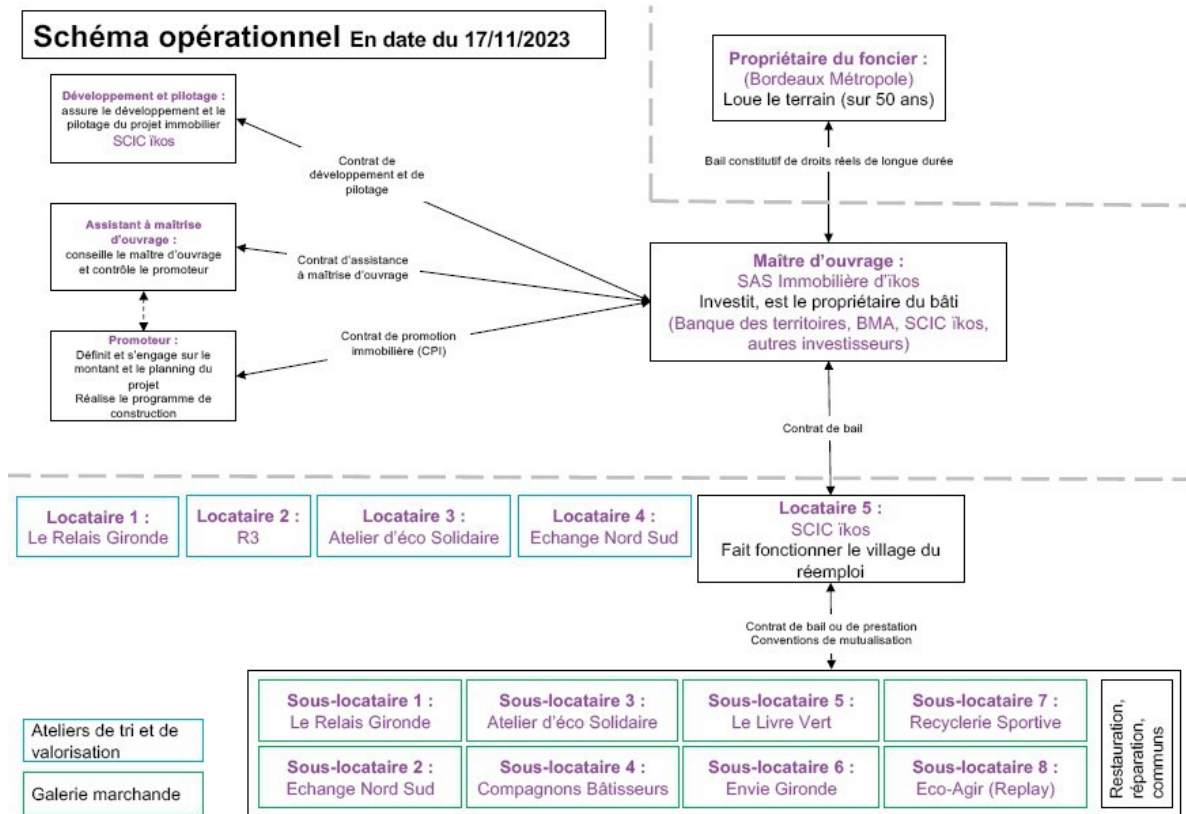 Schéma opérationnel En date du 17/11/2023
Propriétaire du foncier :
(Bordeaux Métropole)
Loue le terrain (sur 50 ans)
Développement et pilotage :
assure le développement et le
pilotage du projet immobilier
SCIC ïkos
Contrat de
développement et de
pilotage
Bail constitutif de droits réels de longue durée
Assistant à maîtrise
d'ouvrage :
conseille le maître d'ouvrage
et contrôle le promoteur
Contrat d'assistance
à maîtrise d'ouvrage
Maître d'ouvrage :
SAS Immobilière d'ïkos
Investit, est le propriétaire du bâti
(Banque des territoires, BMA, SCIC ïkos,
autres investisseurs)
Promoteur :
Définit et s'engage sur le
montant et le planning du
projet
Réalise le programme de
construction
Contrat de promotion
immobilière (CPI)
Contrat de bail
Locataire 1 :
Le Relais Gironde
Locataire 2 :
R3
Locataire 3 :
Atelier d'éco Solidaire
Locataire 4 :
Echange Nord Sud
Locataire 5 :
SCIC ïkos
Fait fonctionner le village du
réemploi
Contrat de bail ou de prestation
Conventions de mutualisation
Sous-locataire 1 :
Le Relais Gironde
Sous-locataire 3 :
Atelier d'éco Solidaire
Sous-locataire 5 :
Le Livre Vert
Sous-locataire 7 :
Recyclerie Sportive
Sous-locataire 2 :
Echange Nord Sud
Sous-locataire 4 :
Compagnons Bâtisseurs
Sous-locataire 6 :
Envie Gironde
Sous-locataire 8 :
Eco-Agir (Replay)
Restauration,
réparation,
communs
Ateliers de tri et de
valorisation
Galerie marchande